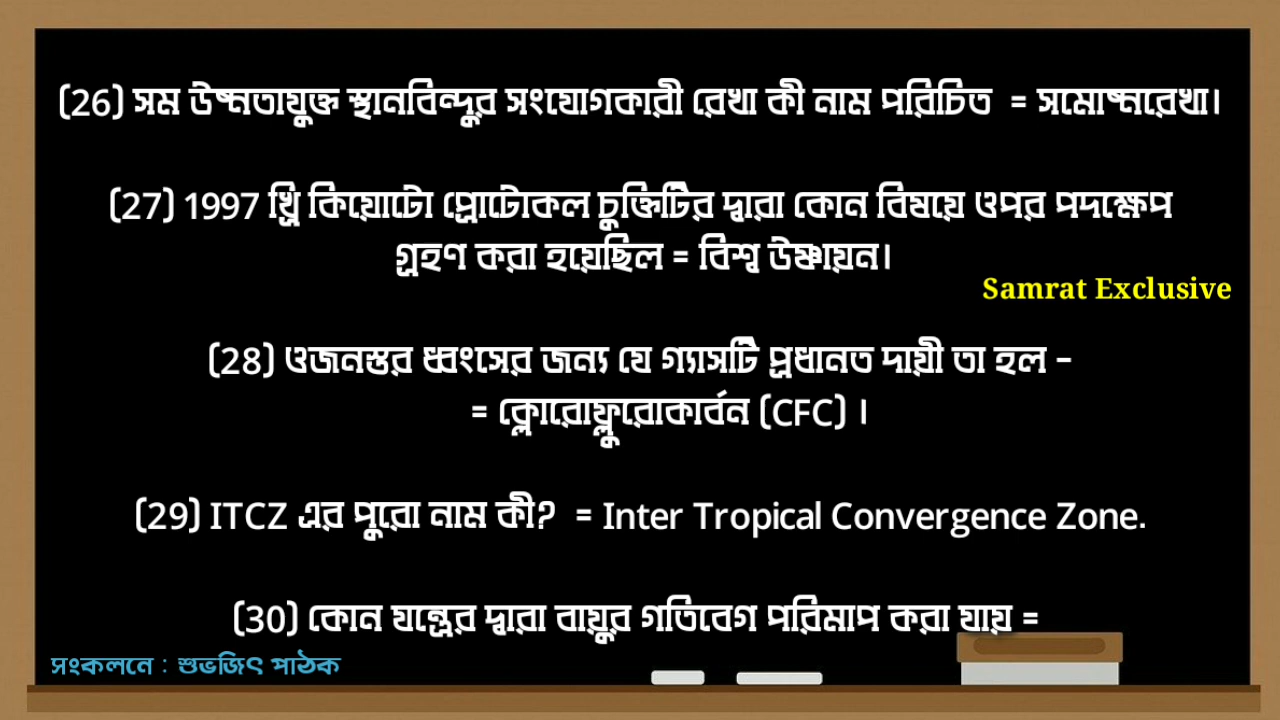 (26) সম উষ্ণতাযুক্ত স্থানবিন্দুর সংযোগকারী রেখা কী নাম পরিচিত = সমোষ্ণরেখা।
(27) 1997 খ্রি কিয়োটো প্রোটোকল চুক্তিটির দ্বারা কোন বিষয়ে ওপর পদক্ষেপ
গ্রহণ করা হয়েছিল = বিশ্ব উষ্ণায়ন।
Samrat Exclusive
(28) ওজনস্তর ধ্বংসের জন্য যে গ্যাসটি প্রধানত দায়ী তা হল –
= ক্লোরোফ্লুরোকার্বন (CFC) ।
(29) ITCZ এর পুরো নাম কী? = Inter Tropical Convergence Zone.
(30) কোন যন্ত্রের দ্বারা বায়ুর গতিবেগ পরিমাপ করা যায় =
সংকলনে : শুভজিৎ পাঠক